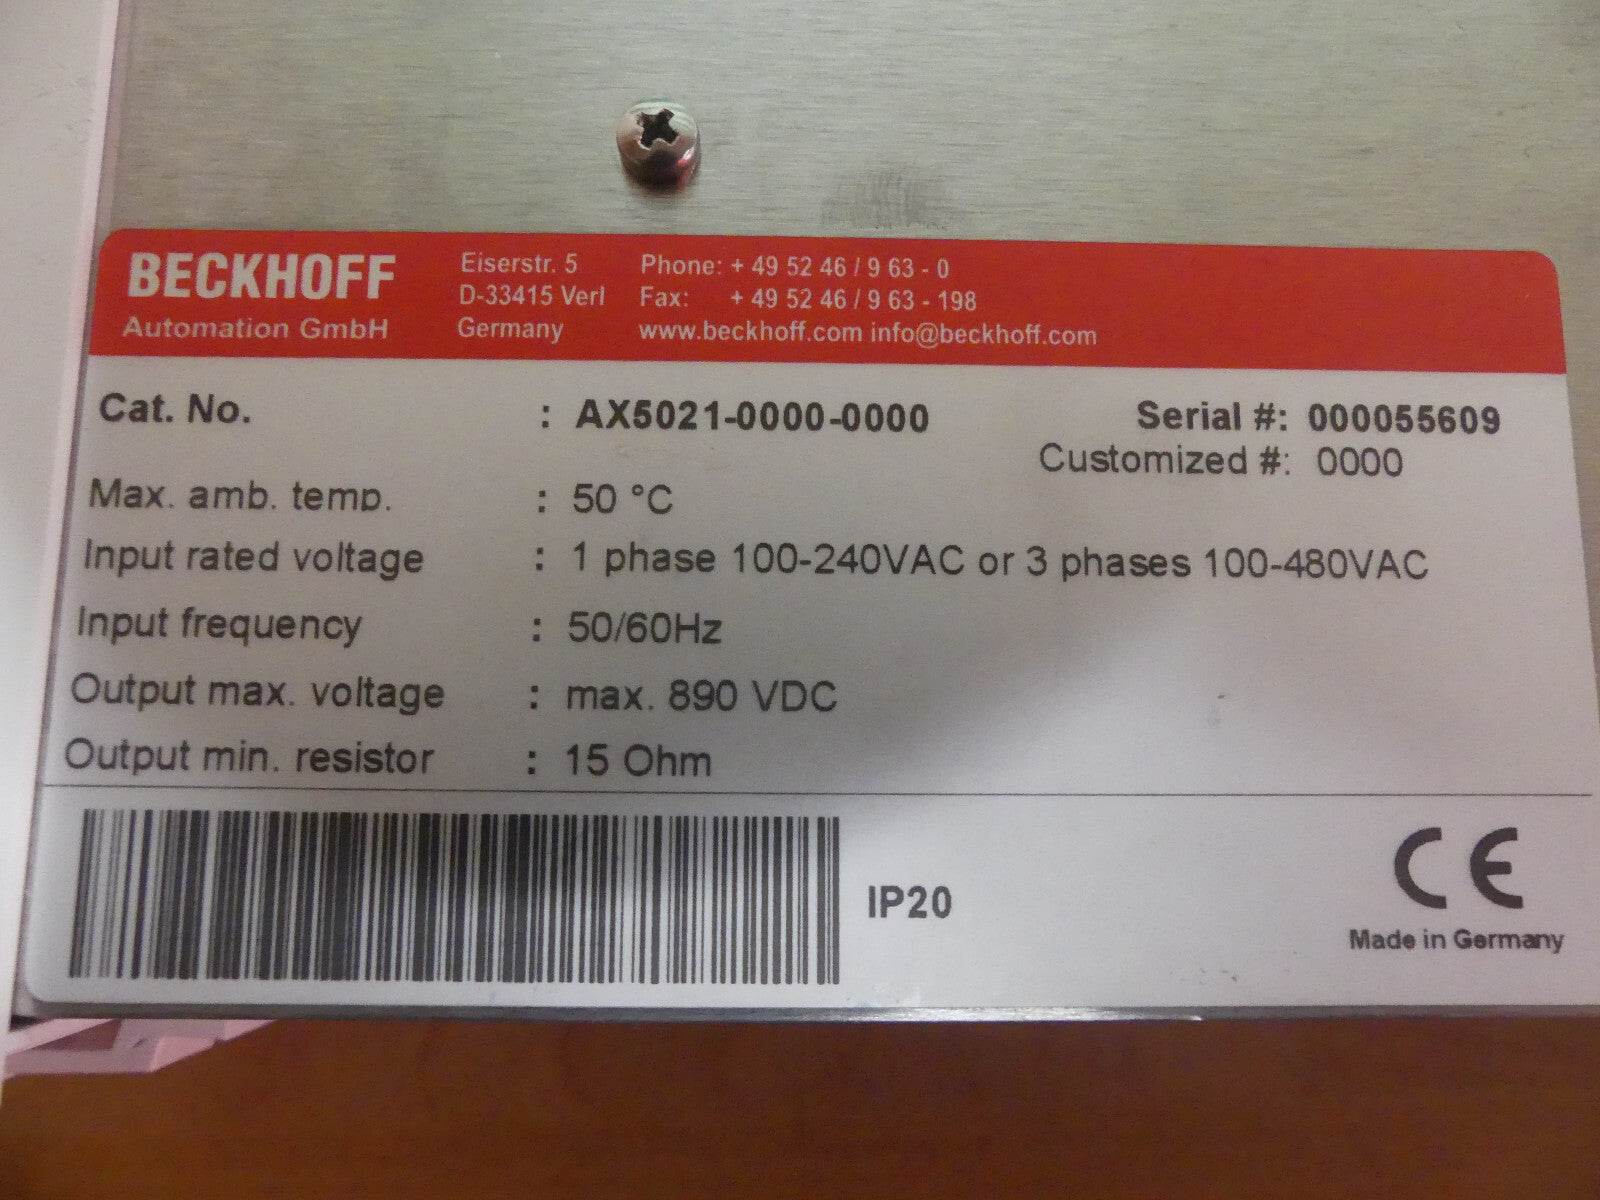 BECKHOFF
Automation GmbH
Eiserstr. 5
D-33415 Verl
Germany
Phone: + 49 52 46 / 9 63 - 0
Fax: + 49 52 46 / 9 63 - 198
www.beckhoff.com info@beckhoff.com
Cat. No. : AX5021-0000-0000 Serial #: 000055609
Customized #: 0000
Max. amb. temp. : 50 °C
Input rated voltage : 1 phase 100-240VAC or 3 phases 100-480VAC
Input frequency : 50/60Hz
Output max. voltage : max. 890 VDC
Output min. resistor : 15 Ohm
IP20
CE
Made in Germany